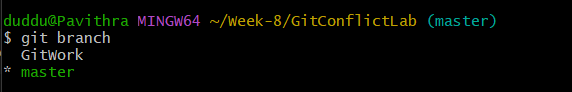 duddu@Pavithra MINGW64 ~/Week-8/GitConflictLab (master)
$ git branch
  GitWork
* master